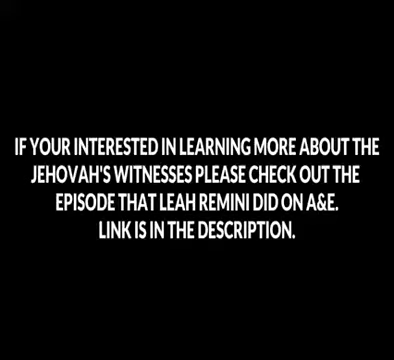 IF YOUR INTERESTED IN LEARNING MORE ABOUT THE
JEHOVAH'S WITNESSES PLEASE CHECK OUT THE
EPISODE THAT LEAH REMINI DID ON A&E.
LINK IS IN THE DESCRIPTION.